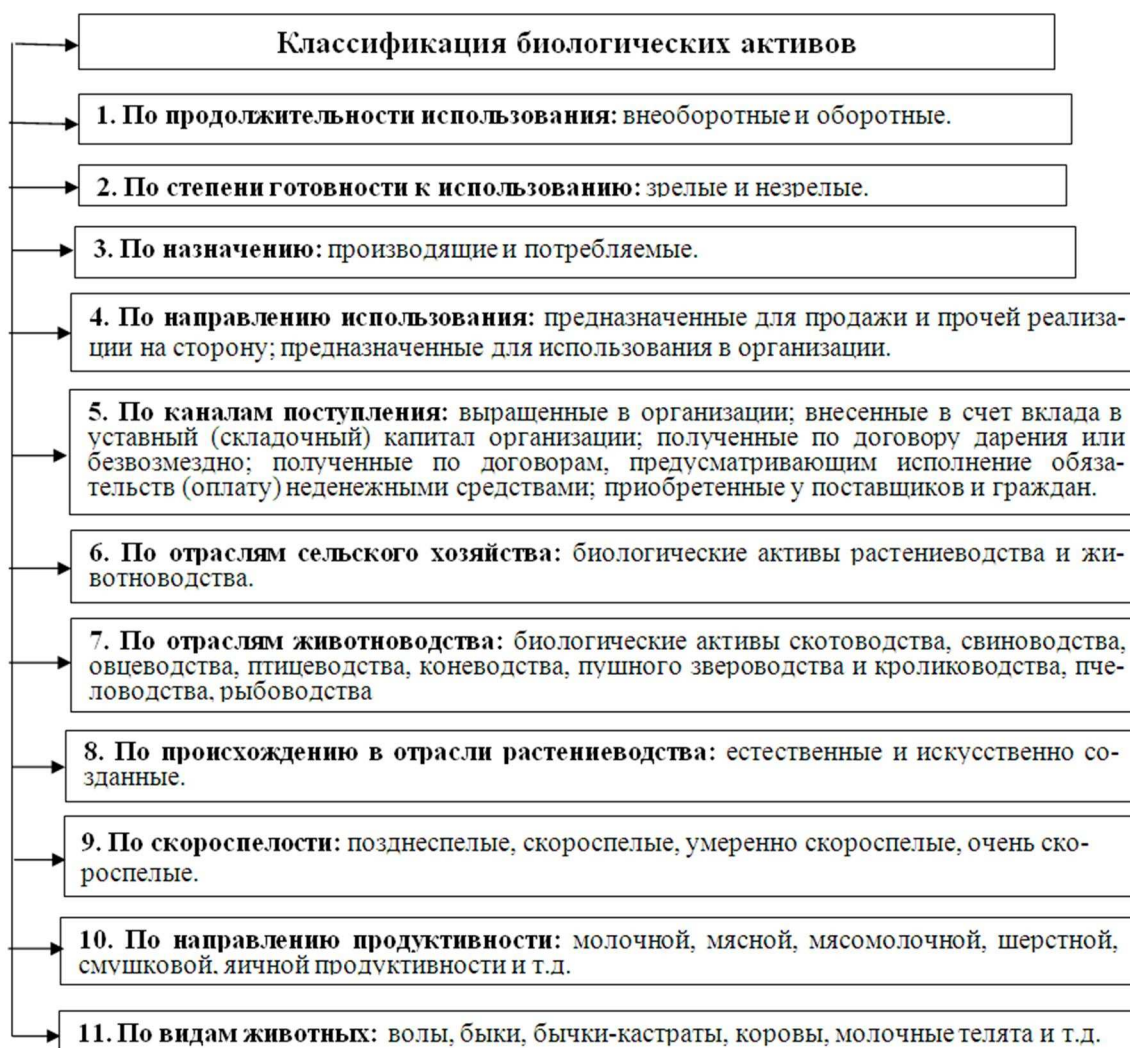 Классификация биологических активов
1. По продолжительности использования: внеоборотные и оборотные.
2. По степени готовности к использованию: зрелые и незрелые.
3. По назначению: производящие и потребляемые.
4. По направлению использования: предназначенные для продажи и прочей реализа-
ции на сторону; предназначенные для использования в организации.
5. По каналам поступления: выращенные в организации; внесенные в счет вклада в
уставный (складочный) капитал организации; полученные по договору дарения или
безвозмездно; полученные по договорам, предусматривающим исполнение обяза-
тельств (оплату) неденежными средствами; приобретенные у поставщиков и граждан.
6. По отраслям сельского хозяйства: биологические активы растениеводства и жи-
вотноводства.
7. По отраслям животноводства: биологические активы скотоводства, свиноводства,
овцеводства, птицеводства, коневодства, пушного звероводства и кролиководства, пче-
ловодства, рыбоводства
8. По происхождению в отрасли растениеводства: естественные и искусственно со-
зданные.
9. По скороспелости: позднеспелые, скороспелые, умеренно скороспелые, очень ско-
роспелые.
10. По направлению продуктивности: молочной, мясной, мясомолочной, шерстной,
смушковой, яичной продуктивности и т.д.
11. По видам животных: волы, быки, бычки-кастраты, коровы, молочные телята и т.д.